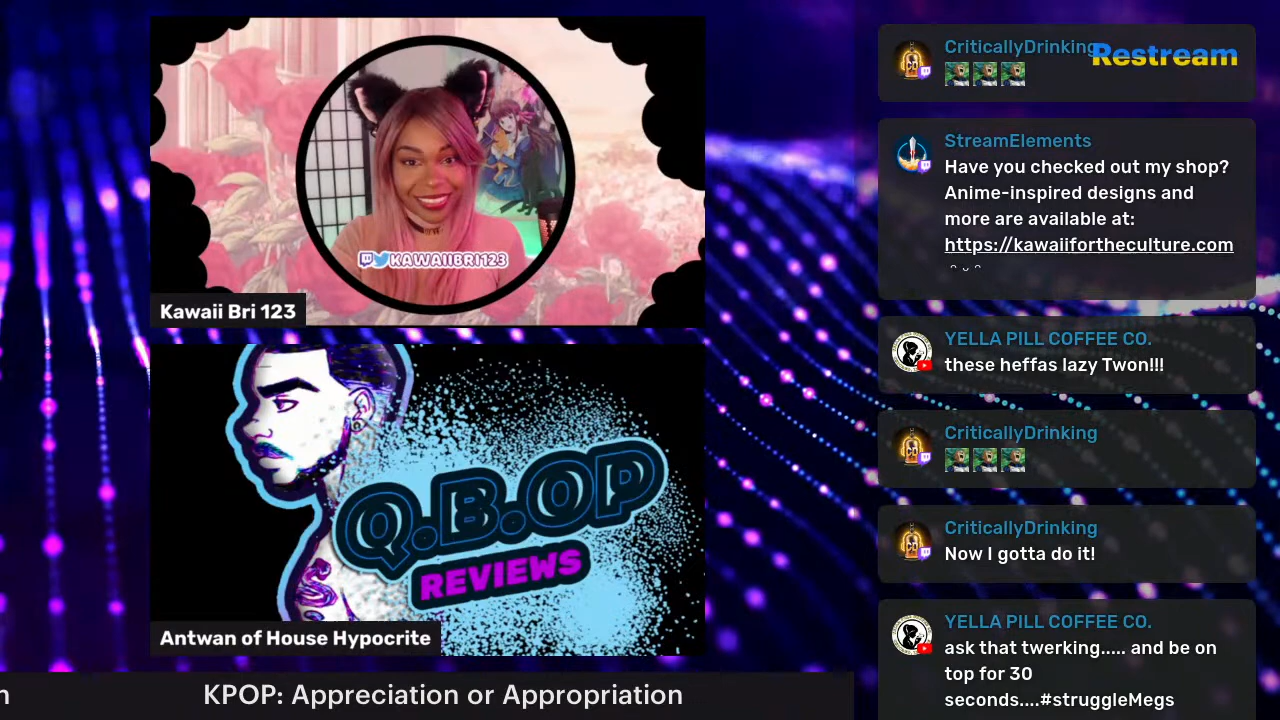 KAWAIIBRI123
Kawaii Bri 123
Q.B.OP
REVIEWS
Antwan of House Hypocrite
n
KPOP: Appreciation or Appropriation
Restream
CriticallyDrinking
StreamElements
Have you checked out my shop?
Anime-inspired designs and
more are available at:
https://kawaiifortheculture.com
YELLA PILL COFFEE CO.
these heffas lazy Twon!!!
CriticallyDrinking
CriticallyDrinking
Now I gotta do it!
YELLA PILL COFFEE CO.
ask that twerking..... and be on
top for 30
seconds....#struggleMegs